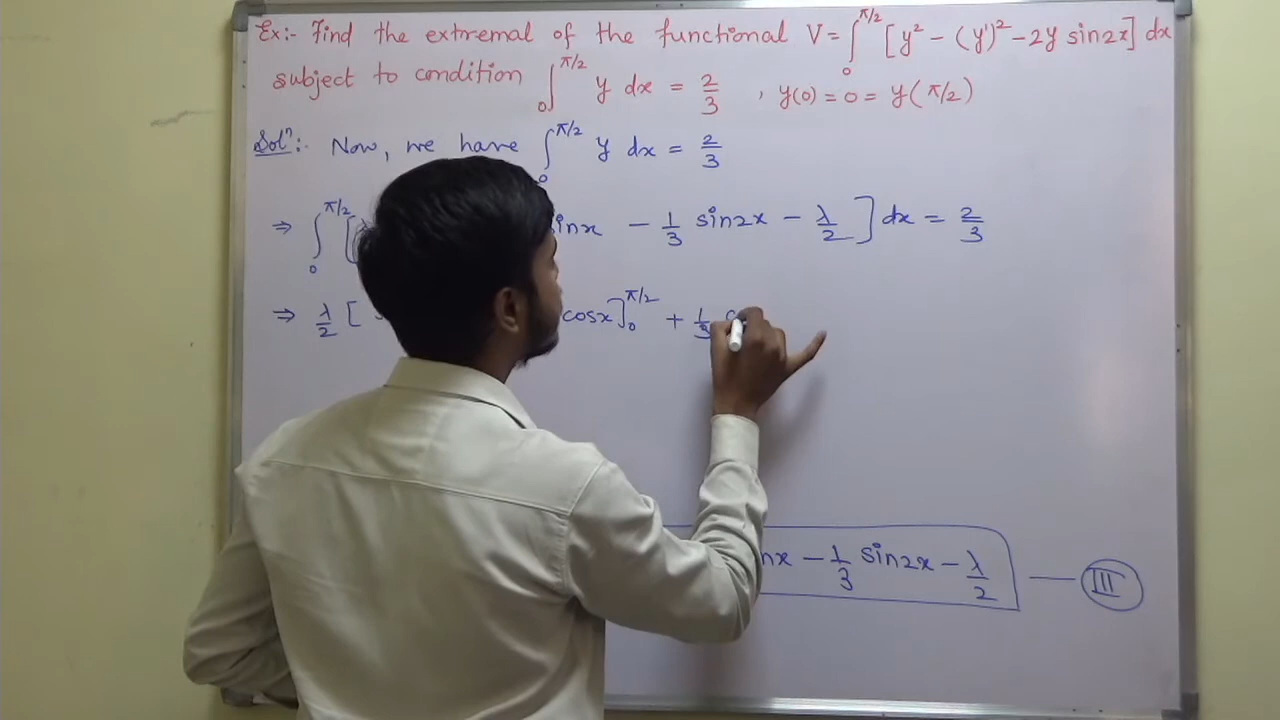 Ex:- Find the extremal of the functional V = ∫₀^π/2 [y² - (y')² - 2y sin2x] dx
subject to condition ∫₀^π/2 y dx = 2/3 , y(0) = 0 = y(π/2)
Solⁿ:- Now, we have ∫₀^π/2 y dx = 2/3
⇒ ∫₀^π/2 [ sinx - 1/3 sin2x - λ/2 ] dx = 2/3
⇒ λ/2 [ cosx]₀^π/2 + 1/3
nx - 1/3 sin2x - λ/2 — III